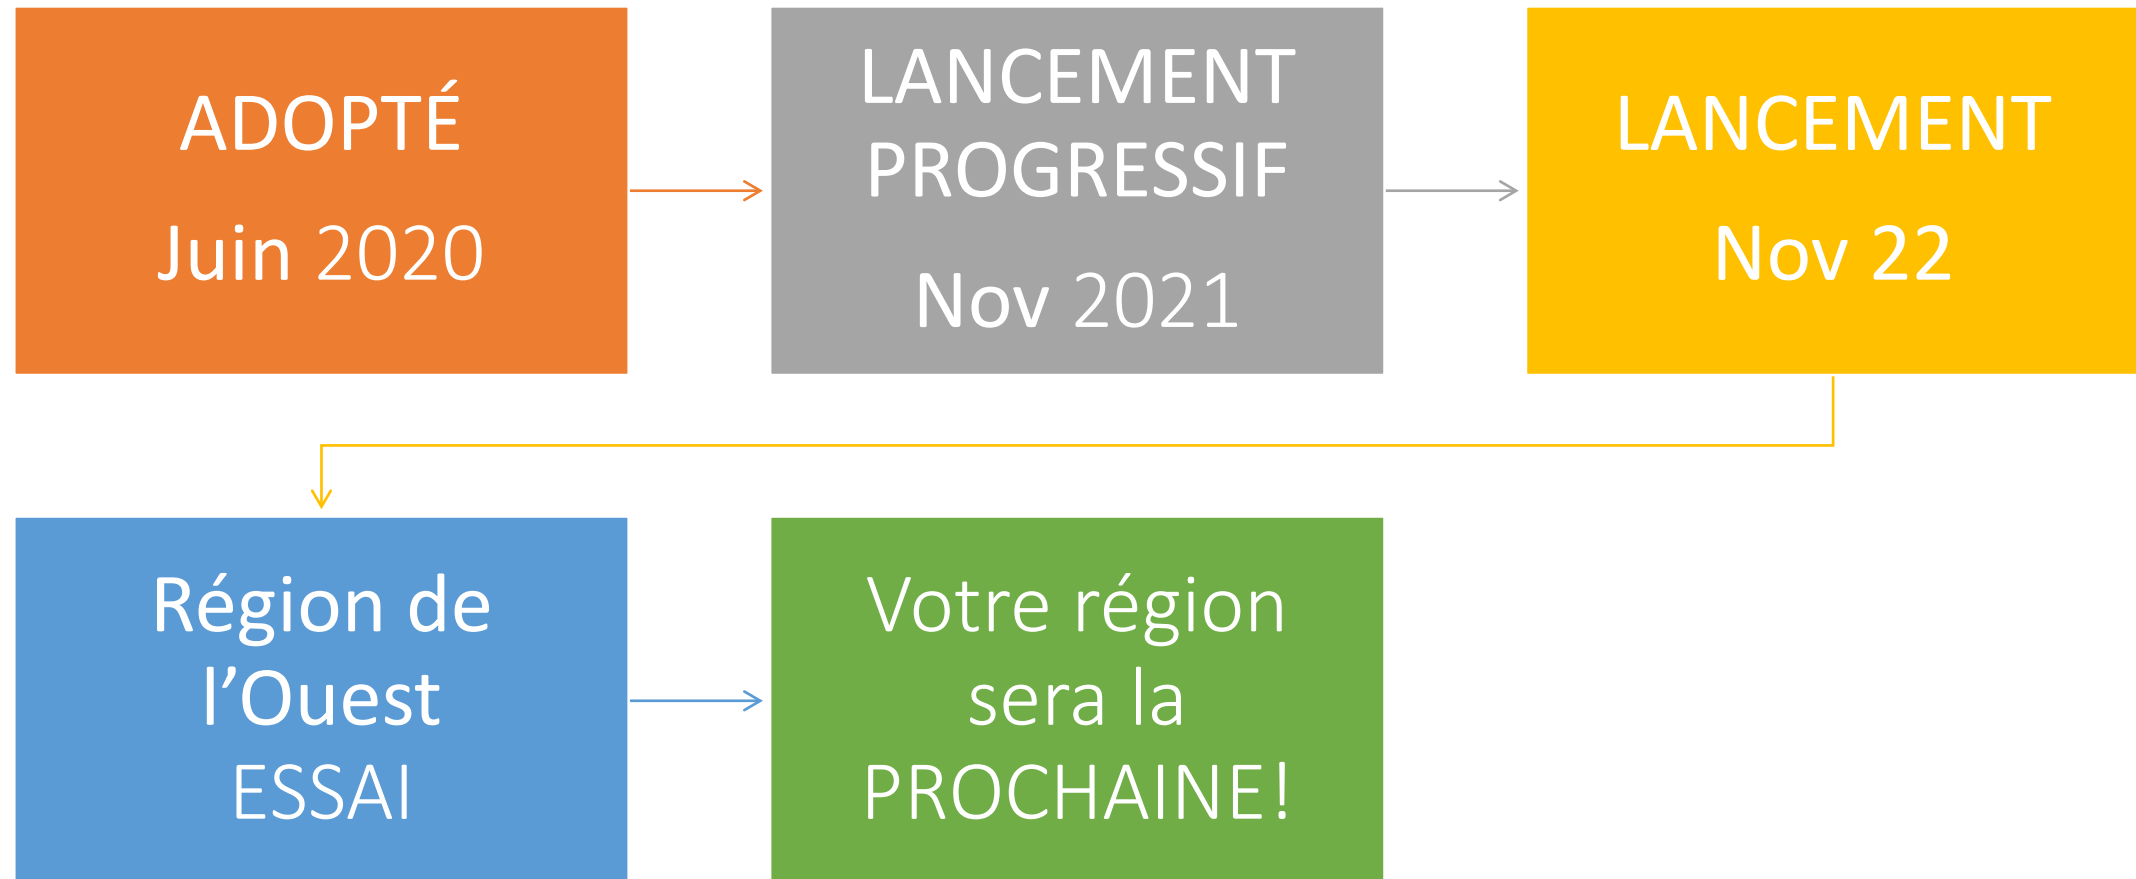 ADOPTÉ
Juin 2020
LANCEMENT
PROGRESSIF
Nov 2021
LANCEMENT
Nov 22
Région de
l’Ouest
ESSAI
Votre région
sera la
PROCHAINE!